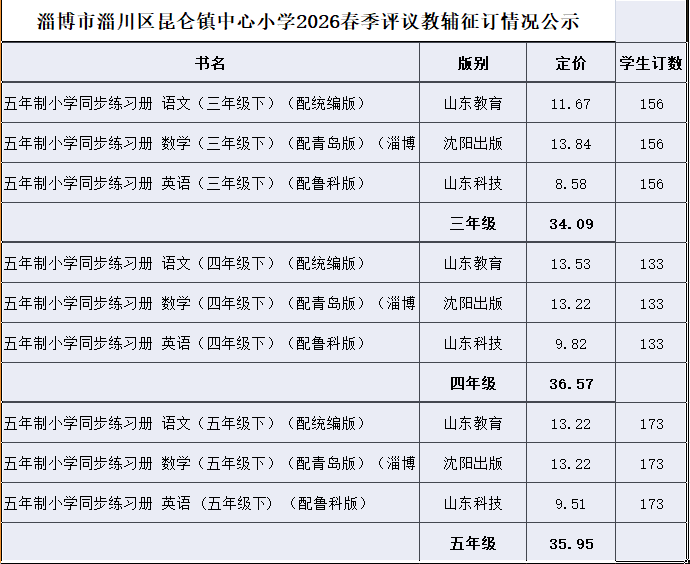 淄博市淄川区昆仑镇中心小学2026春季评议教辅征订情况公示
书名 版别 定价 学生订数
五年制小学同步练习册 语文（三年级下）（配统编版） 山东教育 11.67 156
五年制小学同步练习册 数学（三年级下）（配青岛版）（淄博 沈阳出版 13.84 156
五年制小学同步练习册 英语（三年级下）（配鲁科版） 山东科技 8.58 156
三年级 34.09
五年制小学同步练习册 语文（四年级下）（配统编版） 山东教育 13.53 133
五年制小学同步练习册 数学（四年级下）（配青岛版）（淄博 沈阳出版 13.22 133
五年制小学同步练习册 英语（四年级下）（配鲁科版） 山东科技 9.82 133
四年级 36.57
五年制小学同步练习册 语文（五年级下）（配统编版） 山东教育 13.22 173
五年制小学同步练习册 数学（五年级下）（配青岛版）（淄博 沈阳出版 13.22 173
五年制小学同步练习册 英语（五年级下）（配鲁科版） 山东科技 9.51 173
五年级 35.95